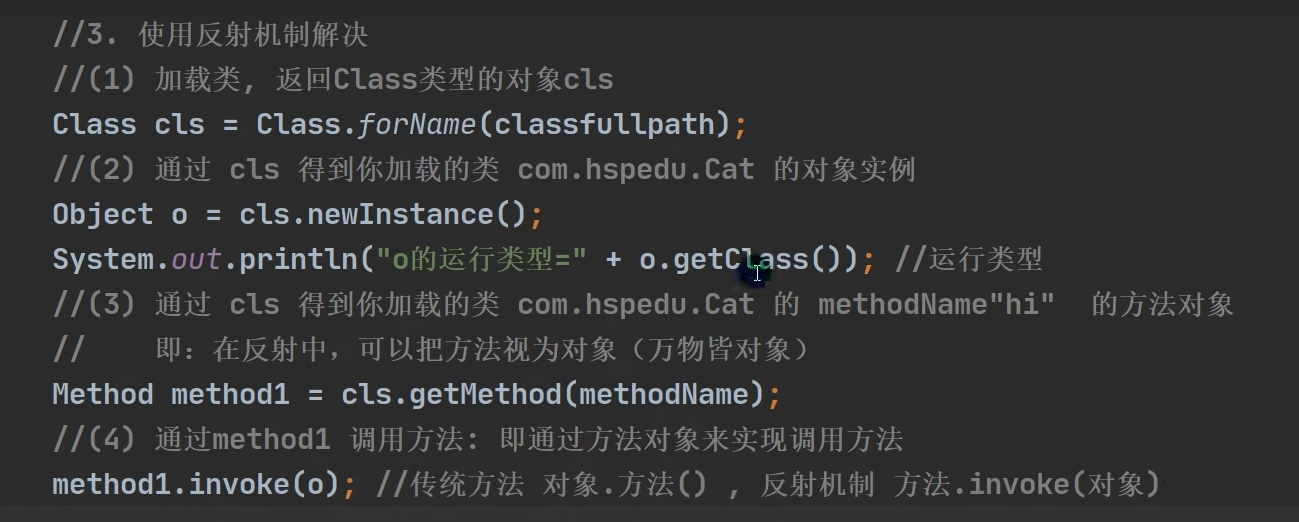 //3. 使用反射机制解决
//(1) 加载类, 返回Class类型的对象cls
Class cls = Class.forName(classfullpath);
//(2) 通过 cls 得到你加载的类 com.hspedu.Cat 的对象实例
Object o = cls.newInstance();
System.out.println("o的运行类型=" + o.getClass()); //运行类型
//(3) 通过 cls 得到你加载的类 com.hspedu.Cat 的 methodName"hi"  的方法对象
//    即：在反射中，可以把方法视为对象（万物皆对象）
Method method1 = cls.getMethod(methodName);
//(4) 通过method1 调用方法: 即通过方法对象来实现调用方法
method1.invoke(o); //传统方法 对象.方法() , 反射机制 方法.invoke(对象)